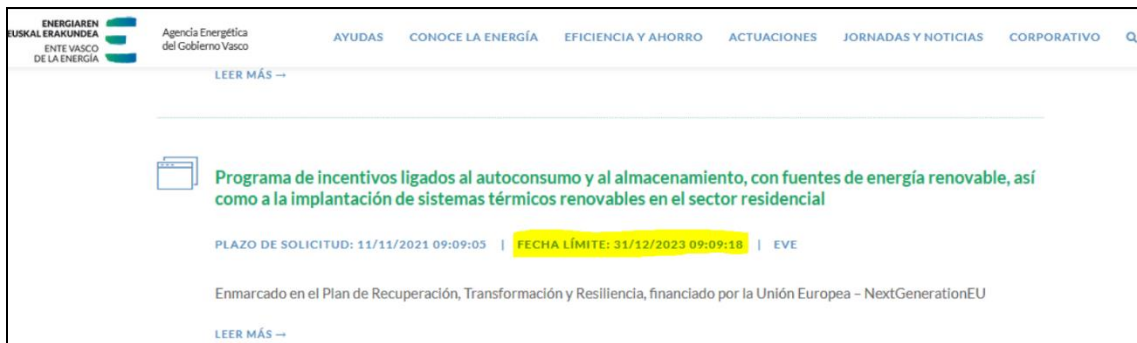 ENERGIAREN
EUSKAL ERAKUNDEA
ENTE VASCO
DE LA ENERGÍA
Agencia Energética
del Gobierno Vasco
AYUDAS CONOCE LA ENERGÍA EFICIENCIA Y AHORRO ACTUACIONES JORNADAS Y NOTICIAS CORPORATIVO
LEER MÁS →
Programa de incentivos ligados al autoconsumo y al almacenamiento, con fuentes de energía renovable, así
como a la implantación de sistemas térmicos renovables en el sector residencial
PLAZO DE SOLICITUD: 11/11/2021 09:09:05 | FECHA LÍMITE: 31/12/2023 09:09:18 | EVE
Enmarcado en el Plan de Recuperación, Transformación y Resiliencia, financiado por la Unión Europea – NextGenerationEU
LEER MÁS →